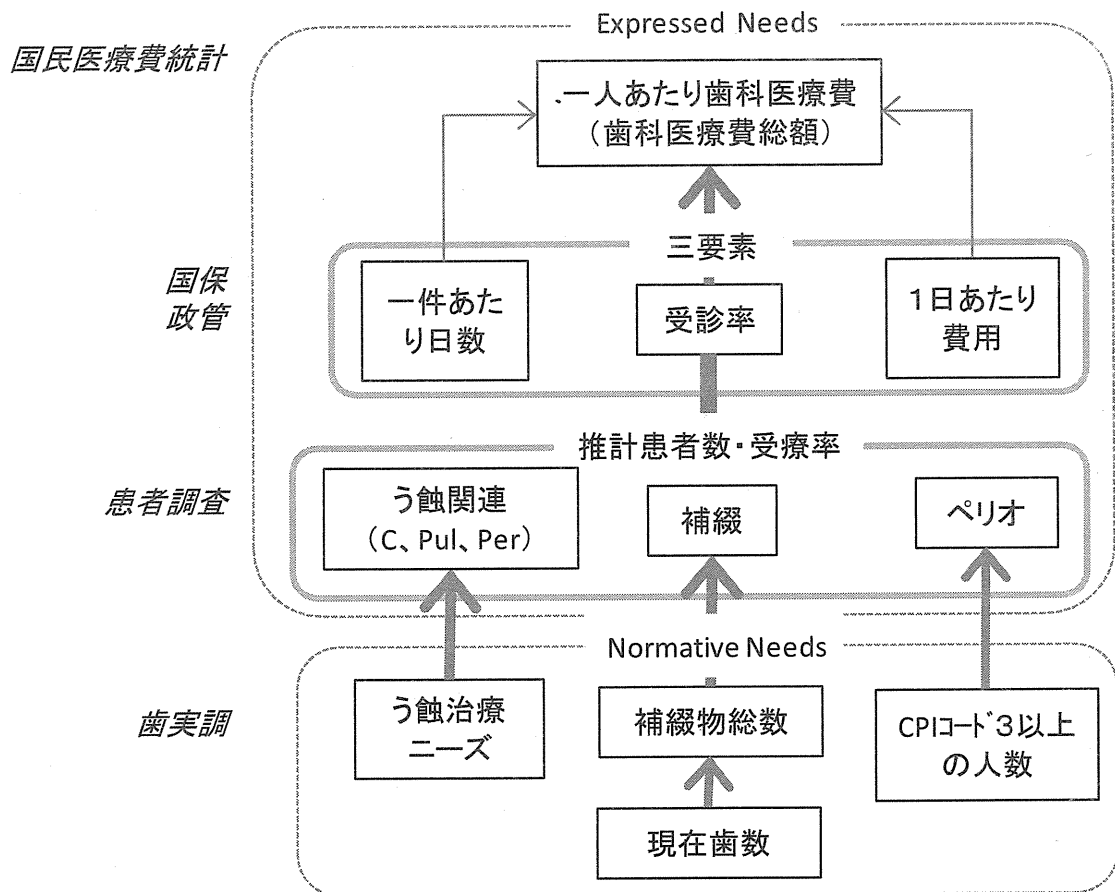 Expressed Needs
国民医療費統計
.一人あたり歯科医療費
（歯科医療費総額）
三要素
国保
政管
一件あた
り日数
受診率
１日あたり
費用
推計患者数・受療率
患者調査
う蝕関連
（C、Pul、Per）
補綴
ペリオ
Normative Needs
歯実調
う蝕治療
ニーズ
補綴物総数
CPIｺｰﾄﾞ３以上
の人数
現在歯数